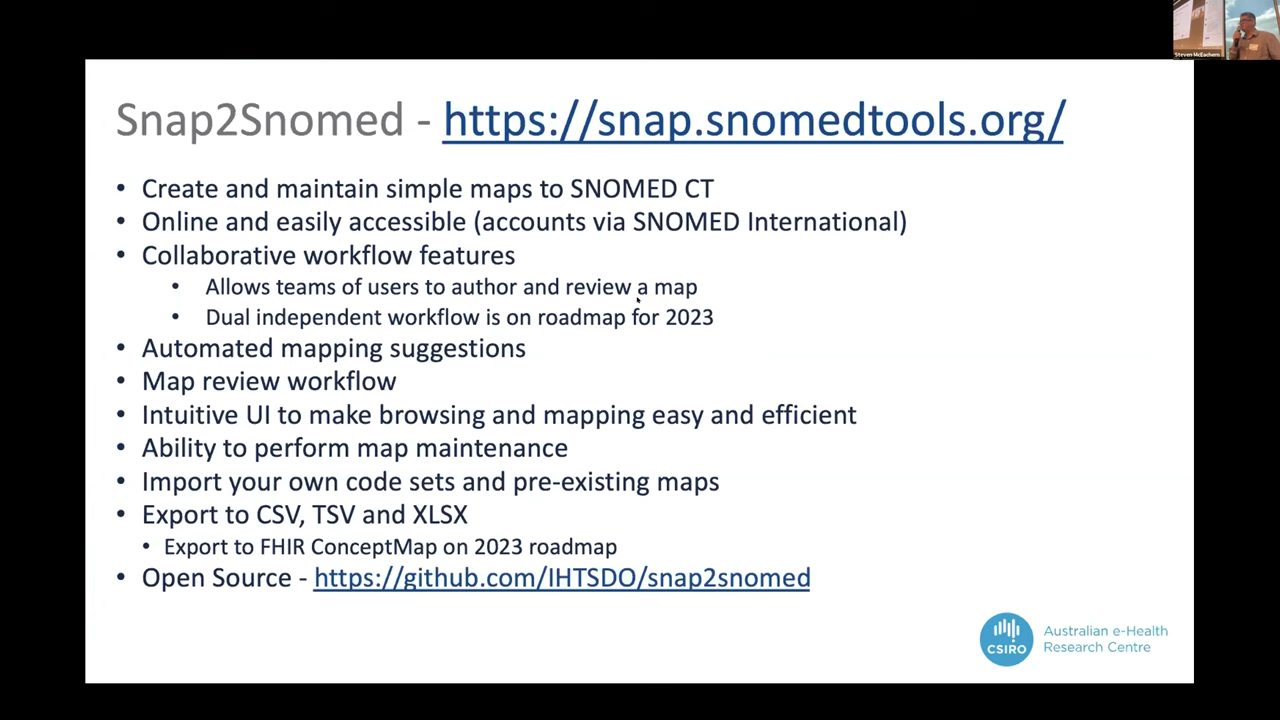 Steven McEachern
Snap2Snomed - https://snap.snomedtools.org/
• Create and maintain simple maps to SNOMED CT
• Online and easily accessible (accounts via SNOMED International)
• Collaborative workflow features
• Allows teams of users to author and review a map
• Dual independent workflow is on roadmap for 2023
• Automated mapping suggestions
• Map review workflow
• Intuitive UI to make browsing and mapping easy and efficient
• Ability to perform map maintenance
• Import your own code sets and pre-existing maps
• Export to CSV, TSV and XLSX
• Export to FHIR ConceptMap on 2023 roadmap
• Open Source - https://github.com/IHTSDO/snap2snomed
CSIRO
Australian e-Health
Research Centre